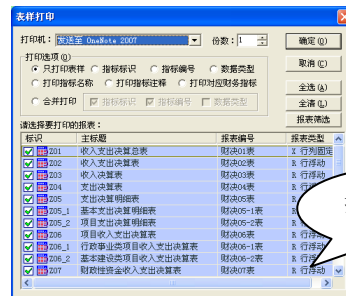 表样打印
打印机： 发送至 OneNote 2007 份数：1 确定(O)
打印选项(O)
只打印表样 指标标识 指标编号 数据类型 取消(C)
打印指标名称 打印指标注释 打印对应财务指标
合并打印 指标标识 指标编号 数据类型 全选(A)
全清(L)
请选择要打印的报表： 报表筛选
标识 主标题 报表编号 报表类型
Z01 收入支出决算总表 财决01表 X 行列固定
Z02 收入支出决算表 财决02表 R 行浮动
Z03 收入决算表 财决03表 R 行浮
Z04 支出决算表 财决04表 R 行
Z05 支出决算明细表 财决05表 R 行
Z05_1 基本支出决算明细表 财决05-1表 R 行
Z05_2 项目支出决算明细表 财决05-2表 R 行
Z06 项目收入支出决算表 财决06表 R 行
Z06_1 行政事业类项目收入支出决算表 财决06-1表 R 行浮
Z06_2 基本建设类项目收入支出决算表 财决06-2表 R 行浮动
Z07 财政性资金收入支出决算表 财决07表 R 行浮动